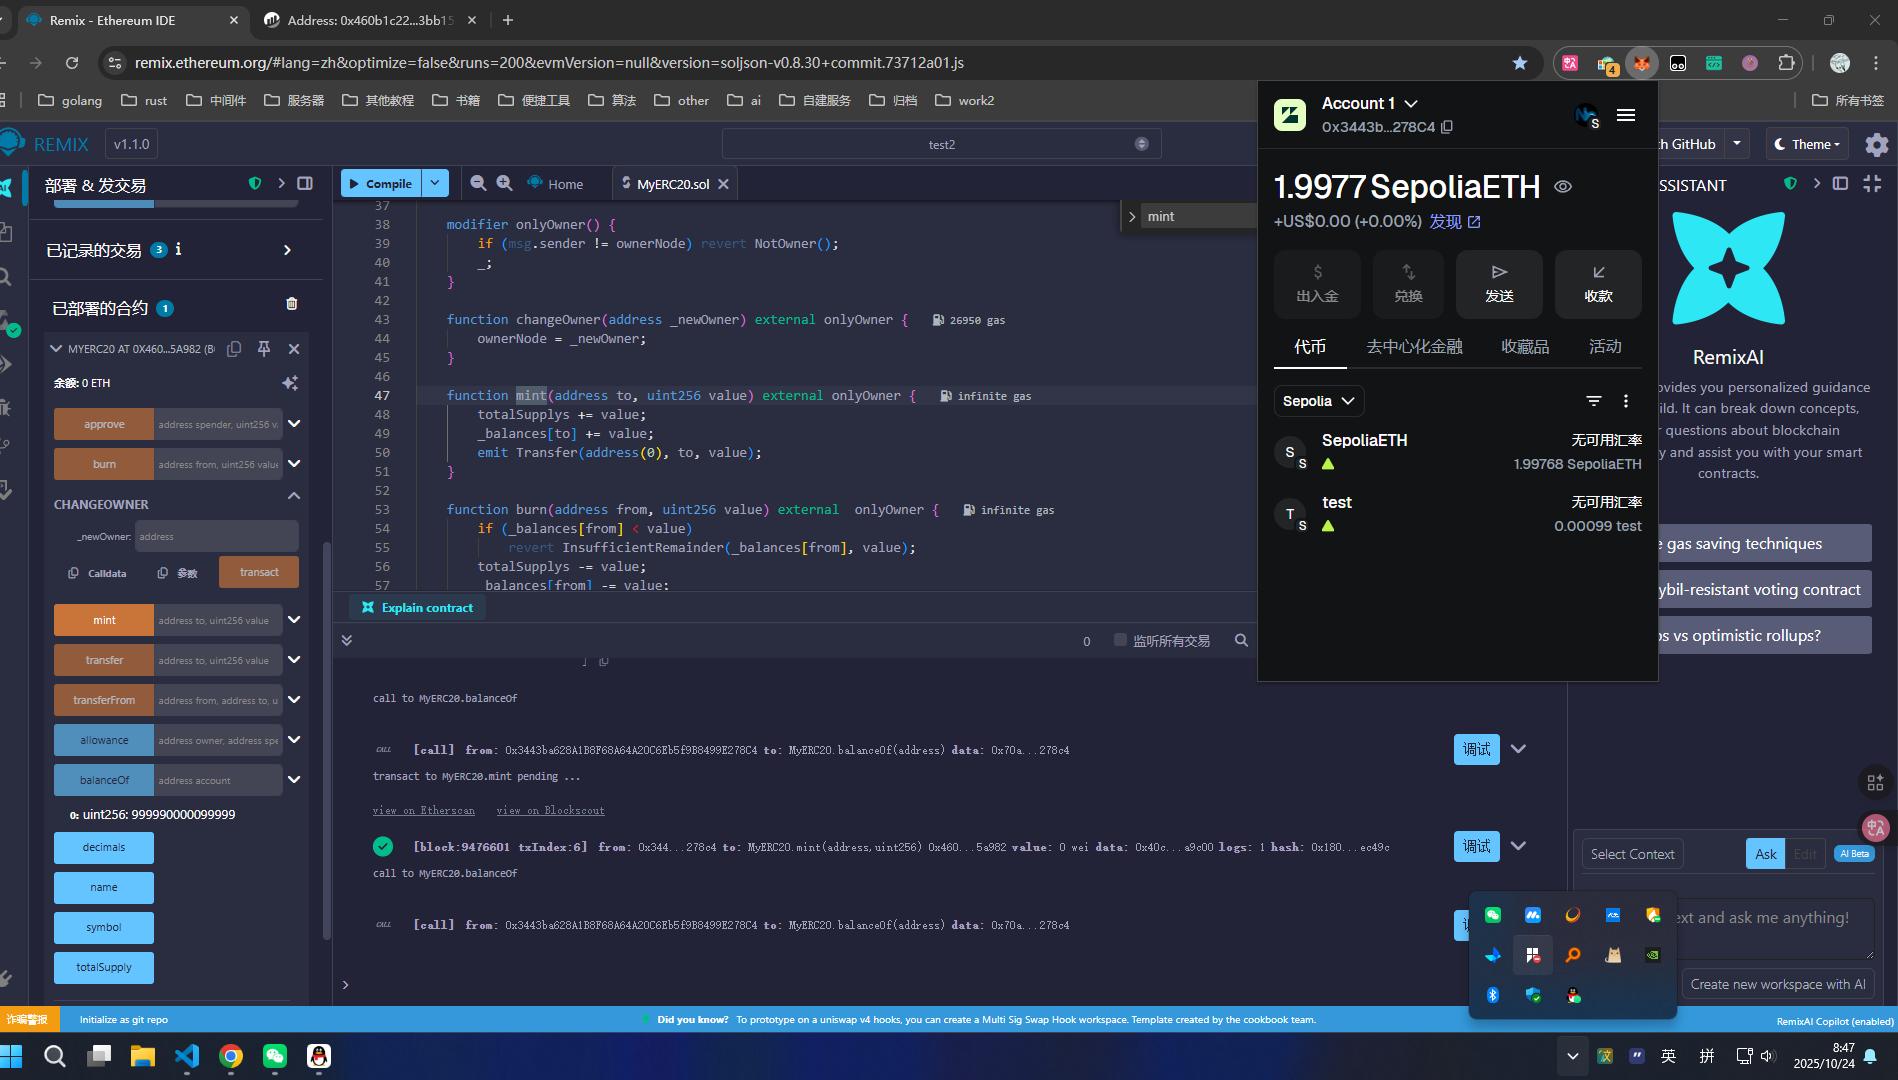 Remix - Ethereum IDE
Address: 0x460b1c22...3bb15
remix.ethereum.org/#lang=zh&optimize=false&runs=200&evmVersion=null&version=soljson-v0.8.30+commit.73712a01.js
4
golang
rust
中间件
服务器
其他教程
书籍
便捷工具
算法
other
ai
自建服务
归档
work2
所有书签
REMIX
v1.1.0
test2
th GitHub
Theme
部署 & 发交易
已记录的交易 3 i
已部署的合约 1
MYERC20 AT 0X460...5A982 (B
余额: 0 ETH
approve
address spender, uint256 v
burn
address from, uint256 value
CHANGEOWNER
_newOwner:
address
Calldata
参数
transact
mint
address to, uint256 value
transfer
address to, uint256 value
transferFrom
address from, address to, u
allowance
address owner, address spe
balanceOf
address account
0: uint256: 999990000099999
decimals
name
symbol
totalSupply
Compile
Home
MyERC20.sol
mint
37
38 modifier onlyOwner() {
39 if (msg.sender != ownerNode) revert NotOwner();
40 _;
41 }
42
43 function changeOwner(address _newOwner) external onlyOwner { 26950 gas
44 ownerNode = _newOwner;
45 }
46
47 function mint(address to, uint256 value) external onlyOwner { infinite gas
48 totalSupplys += value;
49 _balances[to] += value;
50 emit Transfer(address(0), to, value);
51 }
52
53 function burn(address from, uint256 value) external  onlyOwner { infinite gas
54 if (_balances[from] < value)
55 revert InsufficientRemainder(_balances[from], value);
56 totalSupplys -= value;
57 _balances[from] -= value;
Explain contract
0
监听所有交易
]
call to MyERC20.balanceOf
CALL [call] from: 0x3443ba628A1B8F68A64A20C6Eb5f9B8499E278C4 to: MyERC20.balanceOf(address) data: 0x70a...278c4
调试
transact to MyERC20.mint pending ...
view on Etherscan view on Blockscout
[block:9476601 txIndex:6] from: 0x344...278c4 to: MyERC20.mint(address,uint256) 0x460...5a982 value: 0 wei data: 0x40c...a9c00 logs: 1 hash: 0x180...ec49c
调试
call to MyERC20.balanceOf
CALL [call] from: 0x3443ba628A1B8F68A64A20C6Eb5f9B8499E278C4 to: MyERC20.balanceOf(address) data: 0x70a...278c4
>
Account 1
0x3443b...278C4
S
1.9977 SepoliaETH
+US$0.00 (+0.00%) 发现
出入金
兑换
发送
收款
代币
去中心化金融
收藏品
活动
Sepolia
S
S
SepoliaETH
无可用汇率
1.99768 SepoliaETH
T
S
test
无可用汇率
0.00099 test
SSISTANT
RemixAI
ovides you personalized guidance
ild. It can break down concepts,
r questions about blockchain
y and assist you with your smart
contracts.
e gas saving techniques
ybil-resistant voting contract
ps vs optimistic rollups?
Select Context
Ask
Edit
AI Beta
ext and ask me anything!
Create new workspace with AI
诈骗警报
Initialize as git repo
Did you know? To prototype on a uniswap v4 hooks, you can create a Multi Sig Swap Hook workspace. Template created by the cookbook team.
RemixAI Copilot (enabled)
英
拼
8:47
2025/10/24